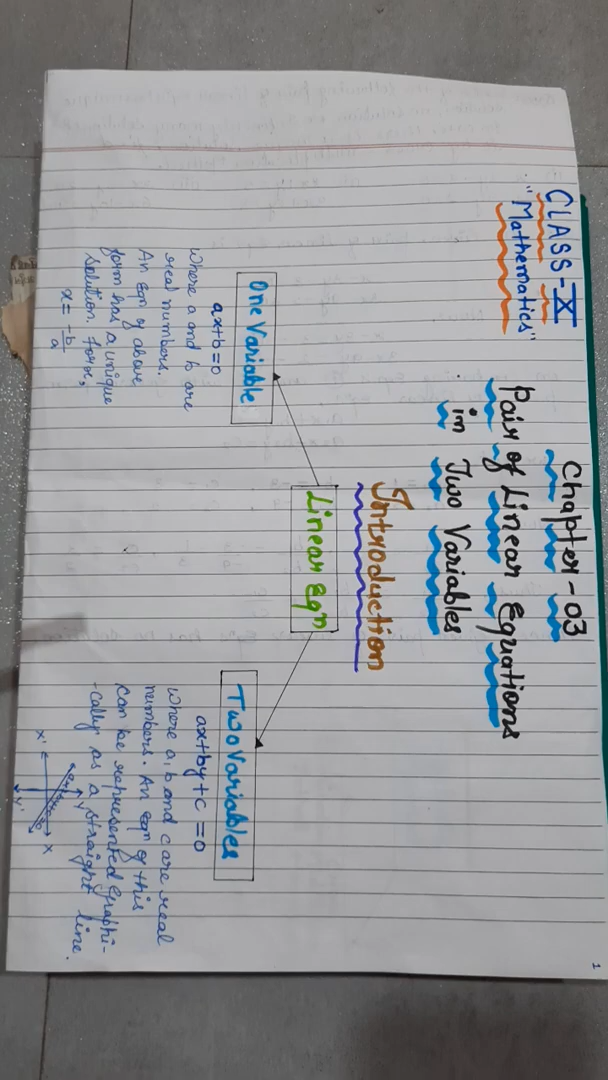 1
CLASS-X
"Mathematics"
Chapter-03
Pair of Linear Equations
in Two Variables
Introduction
Linear Eqn
One Variable
ax+b=0
Where a and b are
real numbers.
An eqn of above
form has a unique
solution. for x,
x = -b/a
Two Variables
ax+by+c=0
Where a, b and c are real
numbers. An eqn of this
can be represented graphi-
-cally as a straight line.
X' X
Y
Y'